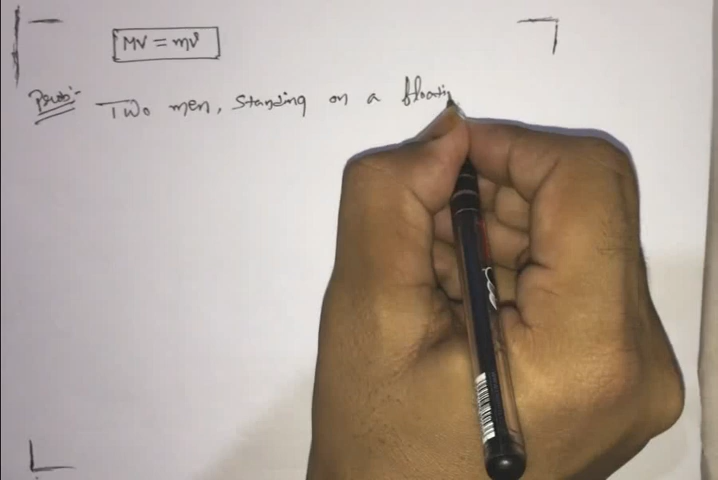 MV = mv
Prob:-
Two men, standing on a floatin